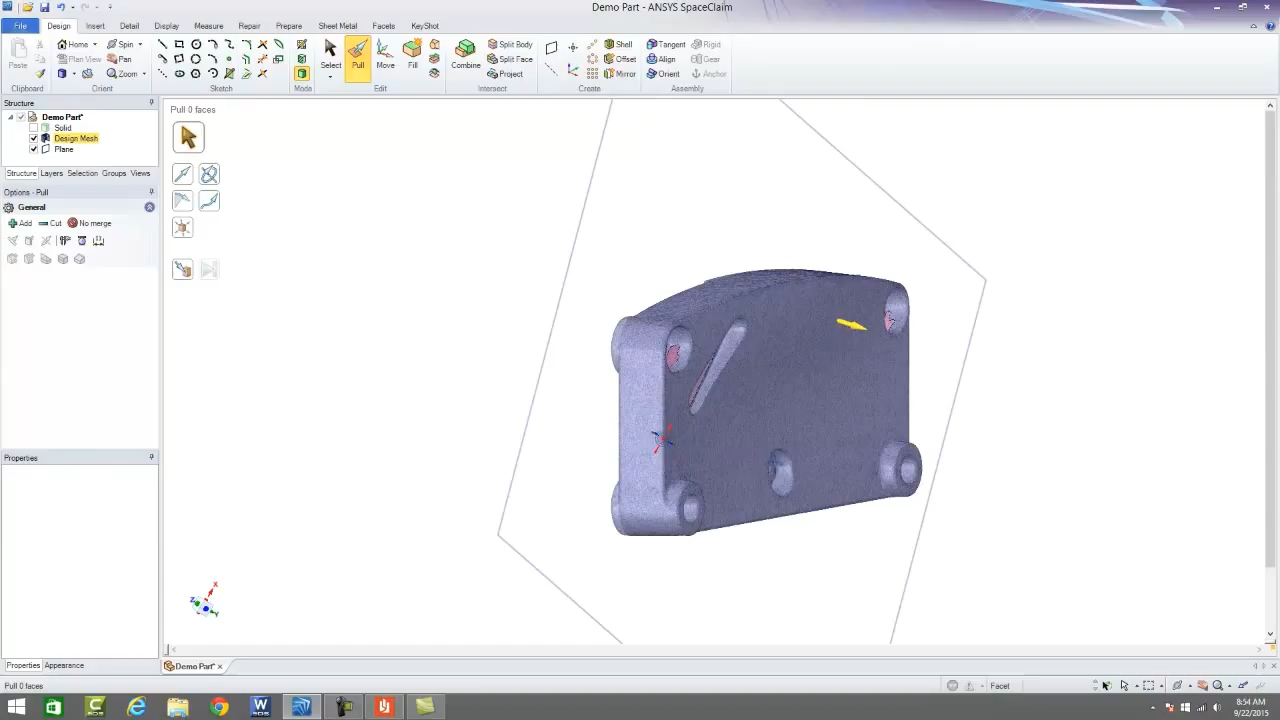 Demo Part - ANSYS SpaceClaim
File Design Insert Detail Display Measure Repair Prepare Sheet Metal Facets KeyShot
Paste
Clipboard
Home Spin
Plan View Pan
Zoom
Orient
Sketch
Mode
Select Pull Move Fill
Edit
Combine
Split Body
Split Face
Project
Intersect
Shell
Offset
Mirror
Create
Tangent Rigid
Align Gear
Orient Anchor
Assembly
Structure
Demo Part*
Solid
Design Mesh
Plane
Structure Layers Selection Groups Views
Options - Pull
General
Add Cut No merge
Properties
Properties Appearance
Pull 0 faces
X
Y
Z
Demo Part*
Pull 0 faces
Facet
8:54 AM
9/22/2015